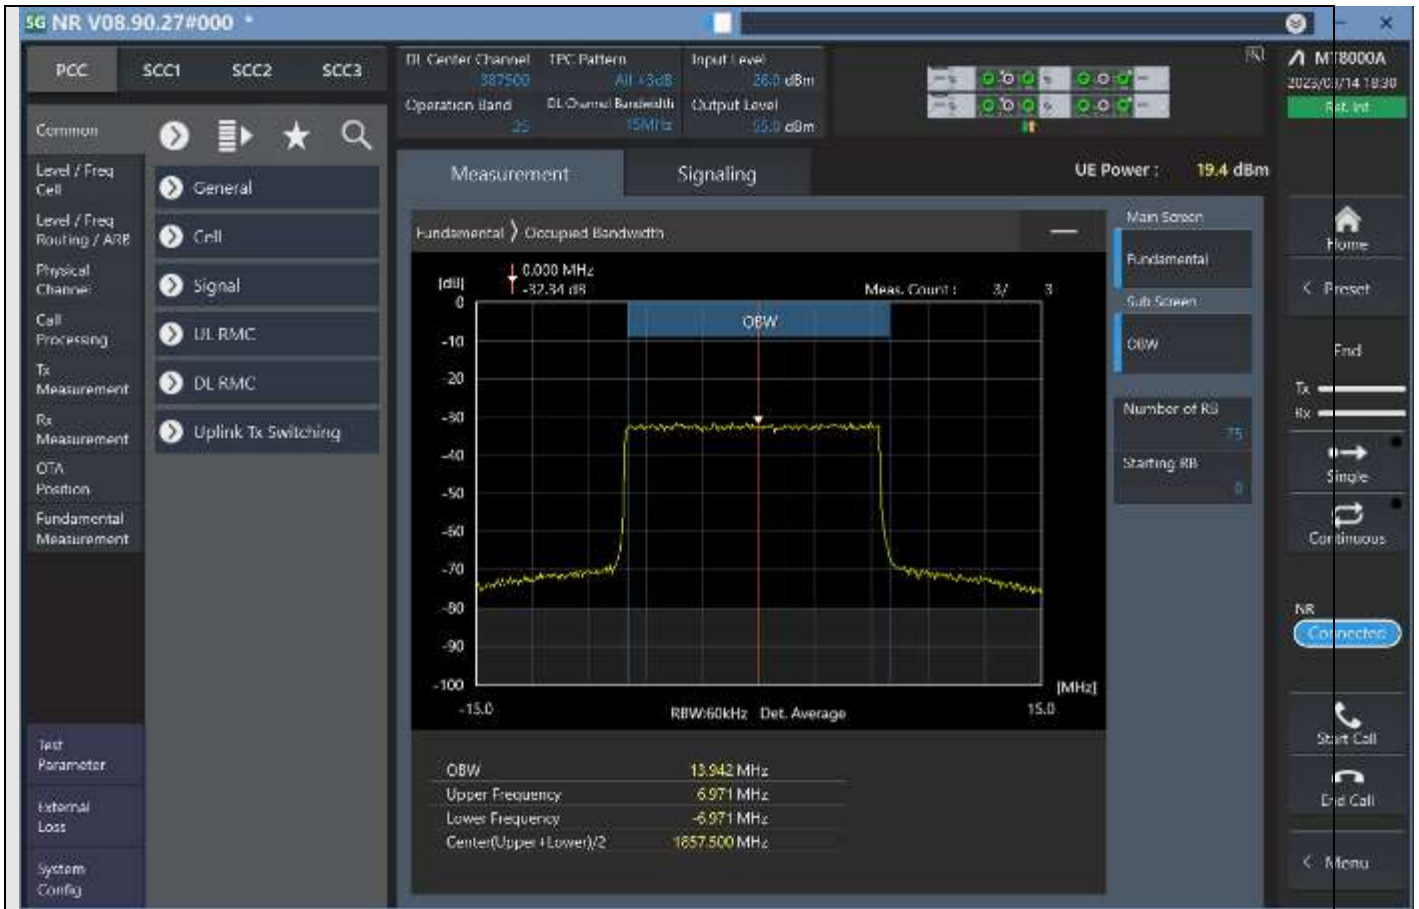 5G NR V08.90.27#000 *
PCC SCC1 SCC2 SCC3
DL Center Channel 387500
TPC Pattern All +3dB
Input Level 26.0 dBm
Operation Band 25
DL Channel Bandwidth 15MHz
Output Level -55.0 dBm
MT8000A
2023/03/14 18:30
Ref. Int
Common
Level / Freq
Cell
Level / Freq
Routing / ARB
Physical
Channel
Call
Processing
Tx
Measurement
Rx
Measurement
OTA
Position
Fundamental
Measurement
Test
Parameter
External
Loss
System
Config
General
Cell
Signal
UL RMC
DL RMC
Uplink Tx Switching
Measurement Signaling
UE Power : 19.4 dBm
Fundamental ❭ Occupied Bandwidth
[dB]
0.000 MHz
-32.34 dB
Meas. Count : 3/ 3
OBW
0
-10
-20
-30
-40
-50
-60
-70
-80
-90
-100
[MHz]
-15.0 RBW:60kHz Det. Average 15.0
OBW 13.942 MHz
Upper Frequency 6.971 MHz
Lower Frequency -6.971 MHz
Center(Upper+Lower)/2 1857.500 MHz
Main Screen
Fundamental
Sub Screen
OBW
Number of RB
75
Starting RB
0
Home
< Preset
End
Tx
Rx
Single
Continuous
NR
Connected
Start Call
End Call
< Menu